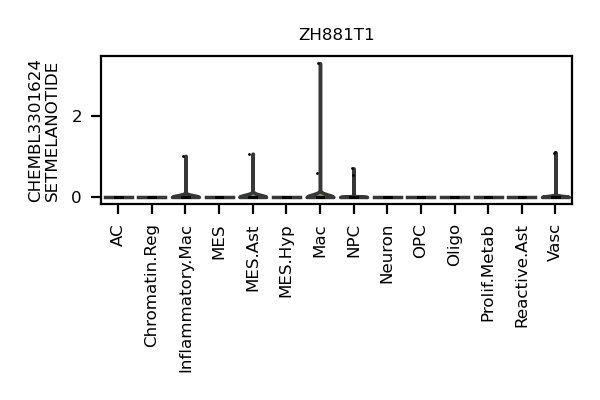 ZH881T1
CHEMBL3301624
SETMELANOTIDE
2
0
AC
Chromatin.Reg
Inflammatory.Mac
MES
MES.Ast
MES.Hyp
Mac
NPC
Neuron
OPC
Oligo
Prolif.Metab
Reactive.Ast
Vasc